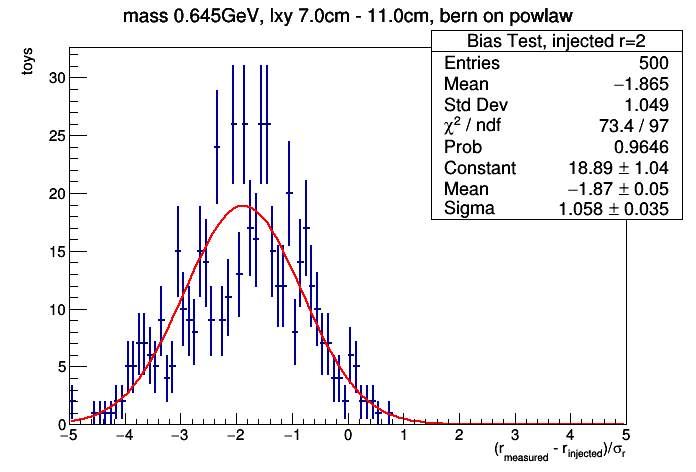 mass 0.645GeV, lxy 7.0cm - 11.0cm, bern on powlaw
Bias Test, injected r=2
Entries 500
Mean −1.865
Std Dev 1.049
χ² / ndf 73.4 / 97
Prob 0.9646
Constant 18.89 ± 1.04
Mean −1.87 ± 0.05
Sigma 1.058 ± 0.035
toys
30
25
20
15
10
5
0
−5 −4 −3 −2 −1 0 1 2 3 4 5
(r_measured - r_injected)/σ_r